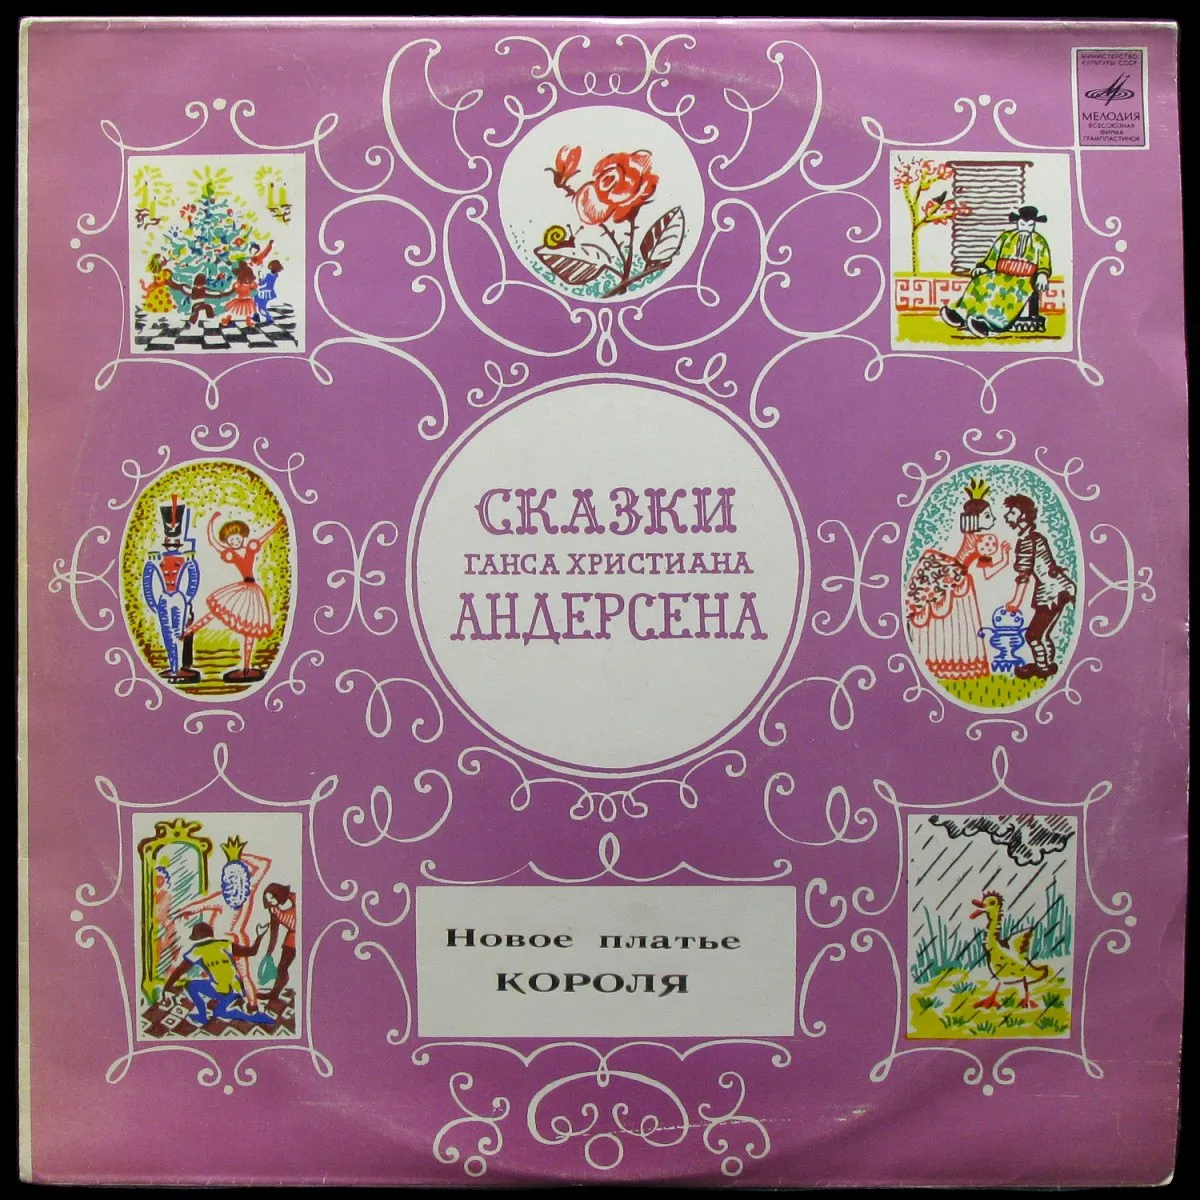 МИНИСТЕРСТВО
КУЛЬТУРЫ СССР
МЕЛОДИЯ
ВСЕСОЮЗНАЯ
ФИРМА
ГРАМПЛАСТИНОК
СКАЗКИ
ГАНСА ХРИСТИАНА
АНДЕРСЕНА
Новое платье
КОРОЛЯ